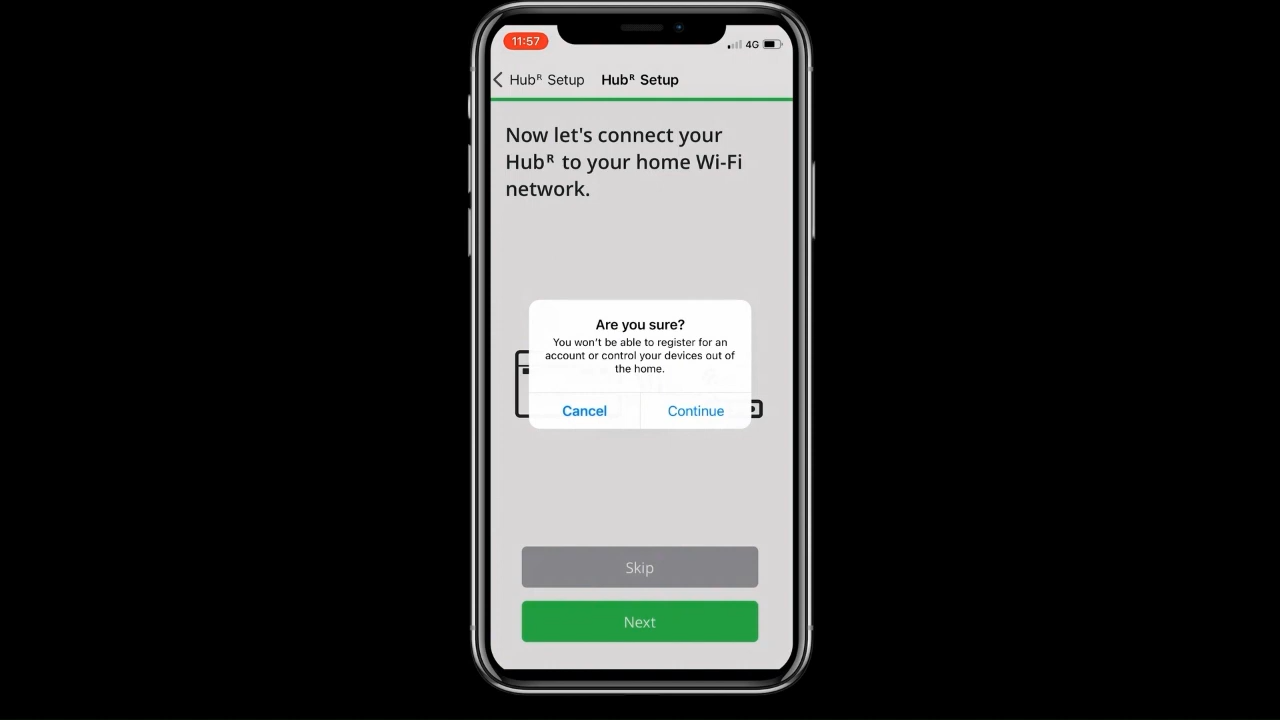 11:57
4G
Hubᴿ Setup
Hubᴿ Setup
Now let's connect your
Hubᴿ to your home Wi-Fi
network.
Are you sure?
You won't be able to register for an
account or control your devices out of
the home.
Cancel
Continue
Skip
Next